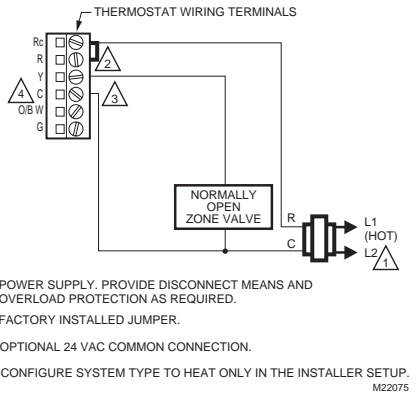 THERMOSTAT WIRING TERMINALS
Rc
R
Y
C
O/B W
G
2
3
4
NORMALLY
OPEN
ZONE VALVE
R
C
L1
(HOT)
L2
1
POWER SUPPLY. PROVIDE DISCONNECT MEANS AND
OVERLOAD PROTECTION AS REQUIRED.
FACTORY INSTALLED JUMPER.
OPTIONAL 24 VAC COMMON CONNECTION.
CONFIGURE SYSTEM TYPE TO HEAT ONLY IN THE INSTALLER SETUP.
M22075